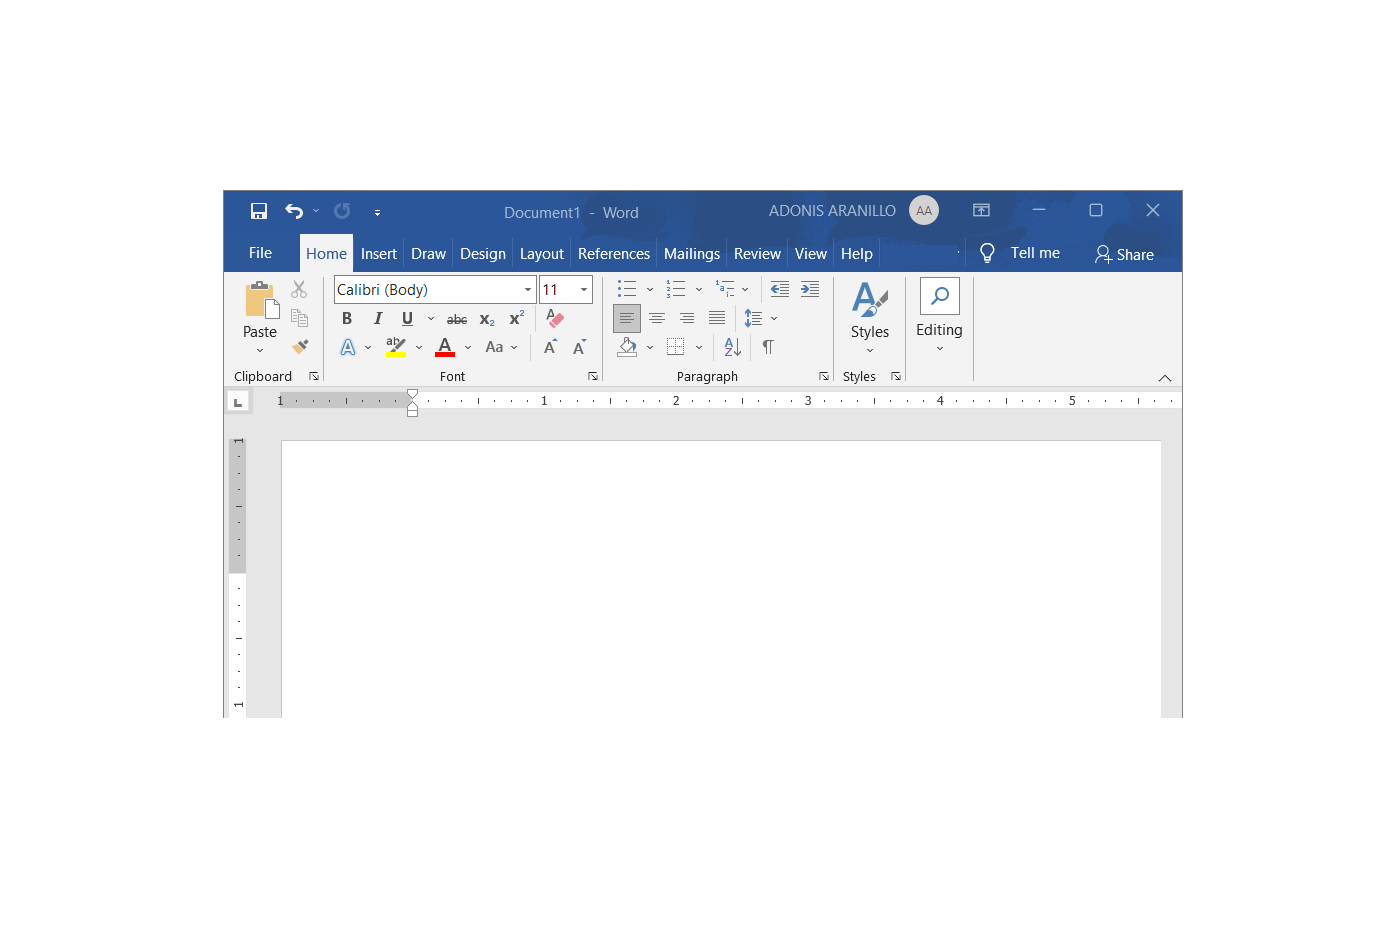 Document1 - Word
ADONIS ARANILLO AA
File Home Insert Draw Design Layout References Mailings Review View Help Tell me Share
Calibri (Body) 11
Paste
B I U abc x₂ x²
A ab A Aa A A
A Z ¶
Styles
Editing
Clipboard Font Paragraph Styles
1 1 2 3 4 5
1
1